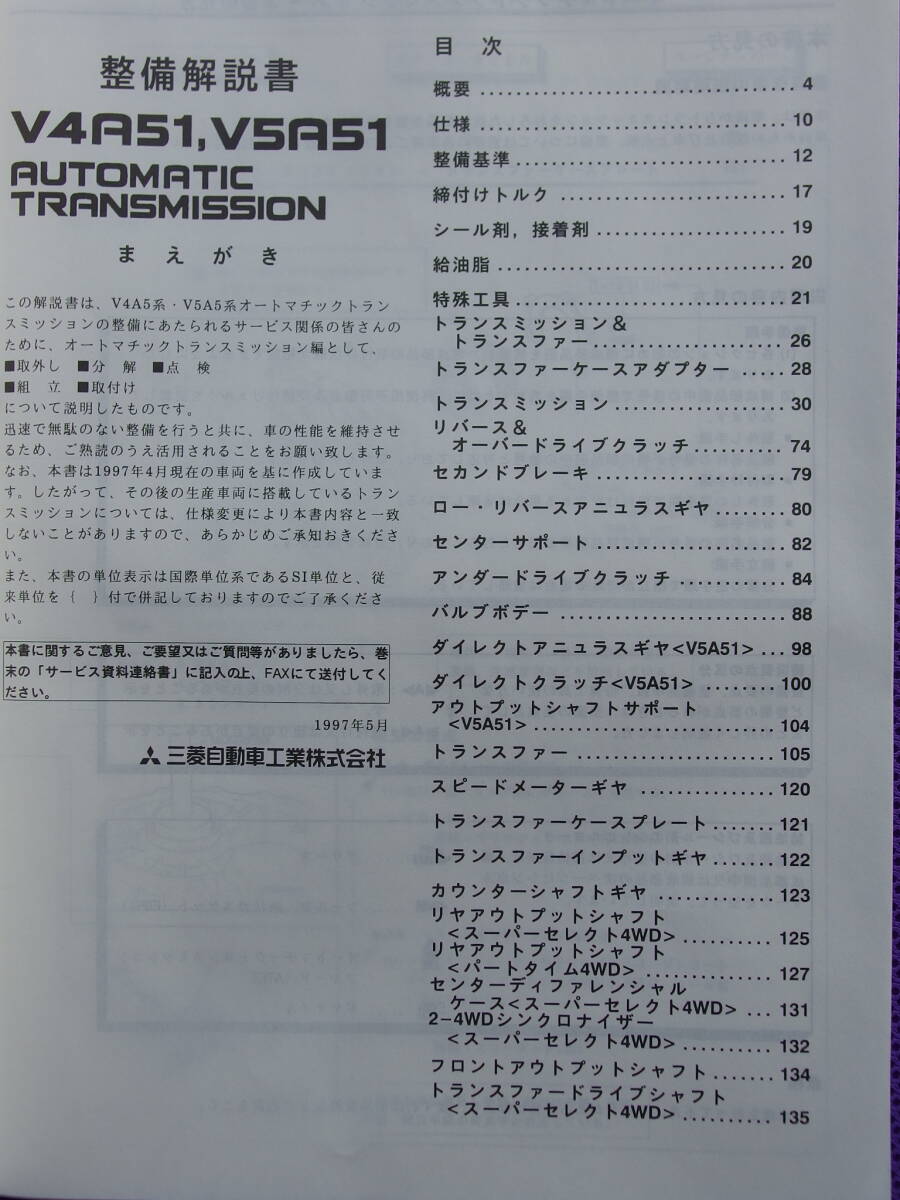 整備解説書
V4A51, V5A51
AUTOMATIC
TRANSMISSION
まえがき
この解説書は、V4A5系・V5A5系オートマチックトラン
スミッションの整備にあたられるサービス関係の皆さんの
ために、オートマチックトランスミッション編として、
■取外し ■分 解 ■点 検
■組 立 ■取付け
について説明したものです。
迅速で無駄のない整備を行うと共に、車の性能を維持させ
るため、ご熟読のうえ活用されることをお願い致します。
なお、本書は1997年4月現在の車両を基に作成していま
す。したがって、その後の生産車両に搭載しているトラン
スミッションについては、仕様変更により本書内容と一致
しないことがありますので、あらかじめご承知おきくださ
い。
また、本書の単位表示は国際単位系であるSI単位と、従
来単位を { } 付で併記しておりますのでご了承くださ
い。
本書に関するご意見、ご要望又はご質問等がありましたら、巻
末の「サービス資料連絡書」に記入の上、FAXにて送付してく
ださい。
1997年5月
三菱自動車工業株式会社
目 次
概要 ................................. 4
仕様 ................................ 10
整備基準 ............................ 12
締付けトルク ........................ 17
シール剤，接着剤 .................... 19
給油脂 .............................. 20
特殊工具 ............................ 21
トランスミッション＆
トランスファー ...................... 26
トランスファーケースアダプター ...... 28
トランスミッション .................. 30
リバース＆
オーバードライブクラッチ ............ 74
セカンドブレーキ .................... 79
ロー・リバースアニュラスギヤ ........ 80
センターサポート .................... 82
アンダードライブクラッチ ............ 84
バルブボデー ........................ 88
ダイレクトアニュラスギヤ<V5A51> ... 98
ダイレクトクラッチ<V5A51> ......... 100
アウトプットシャフトサポート
<V5A51> ........................... 104
トランスファー ..................... 105
スピードメーターギヤ ............... 120
トランスファーケースプレート ....... 121
トランスファーインプットギヤ ....... 122
カウンターシャフトギヤ ............. 123
リヤアウトプットシャフト
<スーパーセレクト4WD> .......... 125
リヤアウトプットシャフト
<パートタイム4WD> .............. 127
センターディファレンシャル
ケース<スーパーセレクト4WD> ... 131
2−4WDシンクロナイザー
<スーパーセレクト4WD> .......... 132
フロントアウトプットシャフト ....... 134
トランスファードライブシャフト
<スーパーセレクト4WD> .......... 135